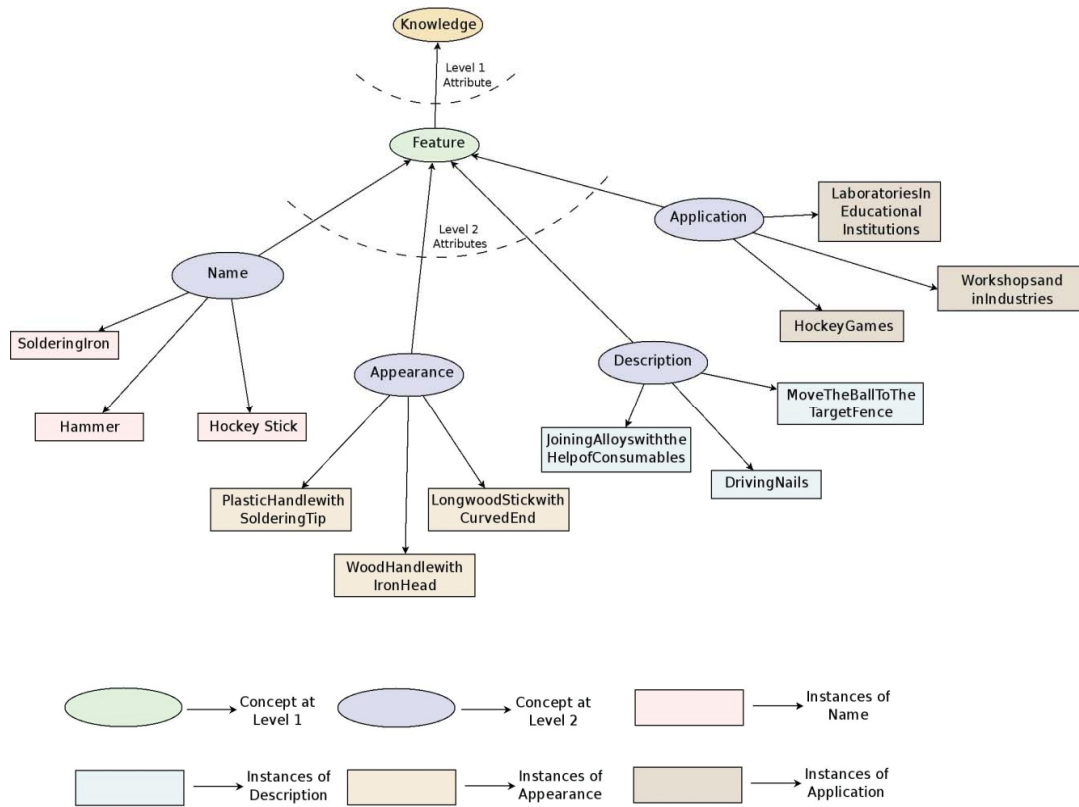 Knowledge
Level 1
Attribute
Feature
Level 2
Attributes
Name
SolderingIron
Hammer
Hockey Stick
Appearance
PlasticHandlewith
SolderingTip
WoodHandlewith
IronHead
LongwoodStickwith
CurvedEnd
Description
JoiningAlloyswiththe
HelpofConsumables
DrivingNails
MoveTheBallToThe
TargetFence
Application
LaboratoriesIn
Educational
Institutions
Workshopsand
inIndustries
HockeyGames
Concept at
Level 1
Concept at
Level 2
Instances of
Name
Instances of
Description
Instances of
Appearance
Instances of
Application